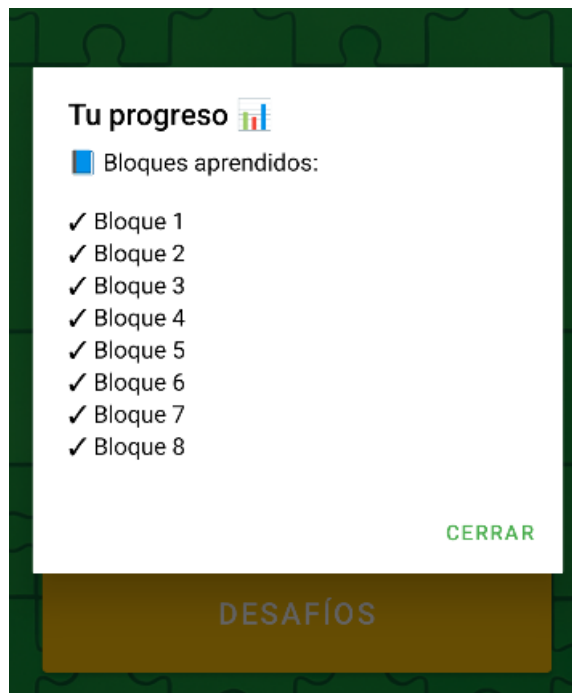 Tu progreso 📊
📘 Bloques aprendidos:
✓ Bloque 1
✓ Bloque 2
✓ Bloque 3
✓ Bloque 4
✓ Bloque 5
✓ Bloque 6
✓ Bloque 7
✓ Bloque 8
CERRAR
DESAFÍOS